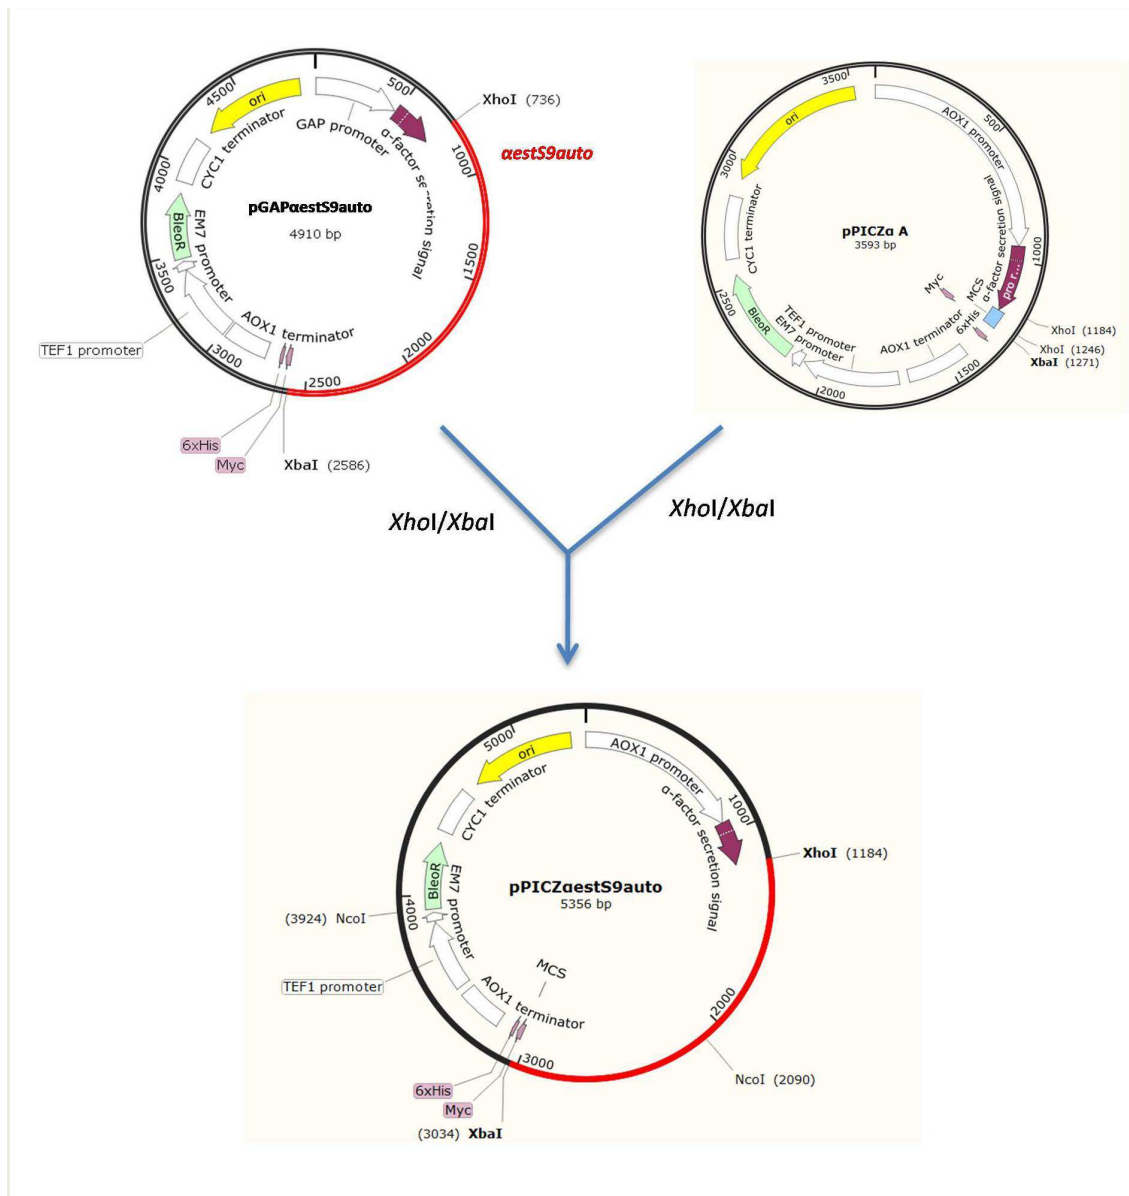 4500
500
ori
XhoI (736)
GAP promoter
CYC1 terminator
α-factor secretion signal
1000
αestS9auto
4000
pGAPαestS9auto
4910 bp
BleoR
EM7 promoter
1500
3500
AOX1 terminator
TEF1 promoter
3000
2000
2500
6xHis
Myc
XbaI (2586)
3500
ori
AOX1 promoter
500
3000
CYC1 terminator
α-factor secretion signal
pPICZα A
3593 bp
1000
pro r...
Myc
MCS
6xHis
2500
BleoR
TEF1 promoter
EM7 promoter
AOX1 terminator
XhoI (1184)
XhoI (1246)
XbaI (1271)
1500
2000
XhoI/XbaI
XhoI/XbaI
5000
ori
AOX1 promoter
CYC1 terminator
α-factor secretion signal
1000
XhoI (1184)
BleoR
EM7 promoter
pPICZαestS9auto
5356 bp
4000
(3924) NcoI
TEF1 promoter
MCS
AOX1 terminator
2000
3000
NcoI (2090)
6xHis
Myc
(3034) XbaI